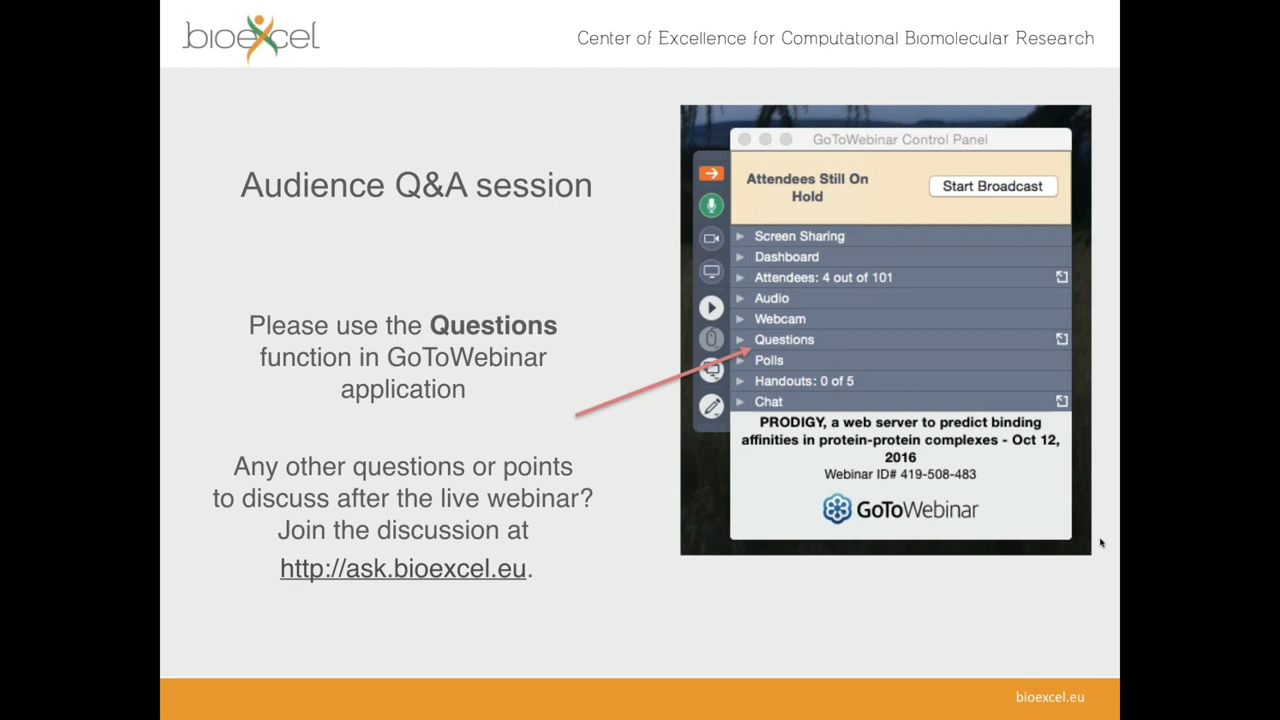 bioexcel
Center of Excellence for Computational Biomolecular Research
Audience Q&A session
Please use the Questions
function in GoToWebinar
application
Any other questions or points
to discuss after the live webinar?
Join the discussion at
http://ask.bioexcel.eu.
GoToWebinar Control Panel
Attendees Still On
Hold
Start Broadcast
Screen Sharing
Dashboard
Attendees: 4 out of 101
Audio
Webcam
Questions
Polls
Handouts: 0 of 5
Chat
PRODIGY, a web server to predict binding
affinities in protein-protein complexes - Oct 12,
2016
Webinar ID# 419-508-483
GoToWebinar
bioexcel.eu